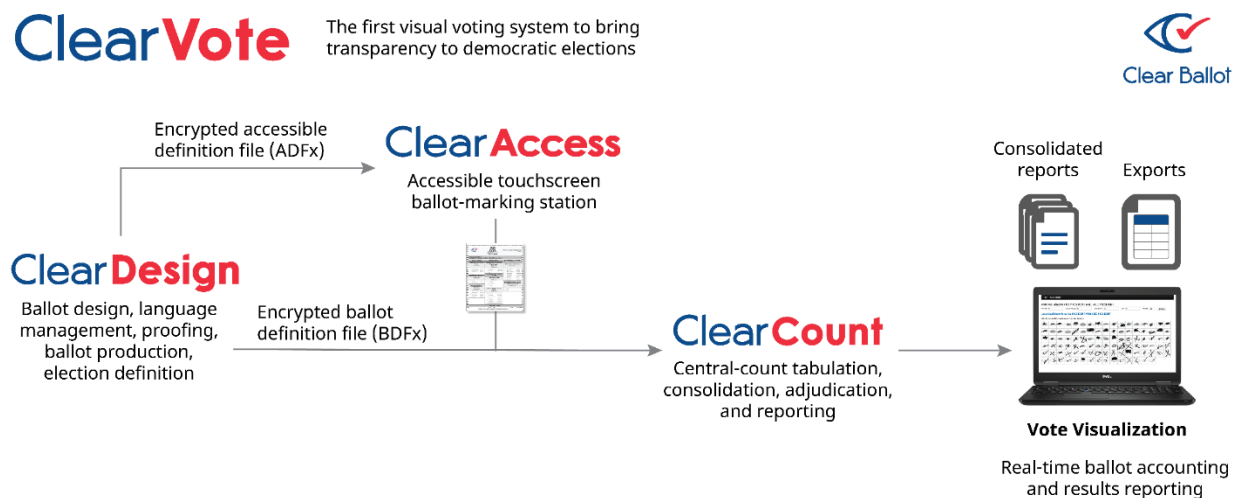 ClearVote
The first visual voting system to bring
transparency to democratic elections
Clear Ballot
Encrypted accessible
definition file (ADFx)
ClearAccess
Accessible touchscreen
ballot-marking station
ClearDesign
Ballot design, language
management, proofing,
ballot production,
election definition
Encrypted ballot
definition file (BDFx)
ClearCount
Central-count tabulation,
consolidation, adjudication,
and reporting
Consolidated
reports
Exports
Vote Visualization
Real-time ballot accounting
and results reporting